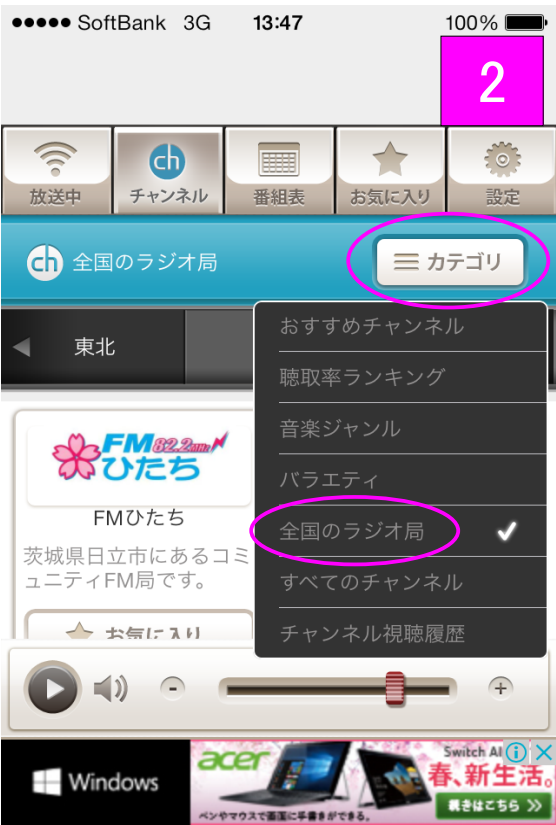 SoftBank 3G 13:47 100%
2
放送中 チャンネル 番組表 お気に入り 設定
ch 全国のラジオ局 カテゴリ
東北
おすすめチャンネル
聴取率ランキング
音楽ジャンル
バラエティ
全国のラジオ局
すべてのチャンネル
チャンネル視聴履歴
FM 82.2MHz
ひたち
FMひたち
茨城県日立市にあるコミ
ュニティFM局です。
お気に入り
Windows
acer
Switch Al
春、新生活。
ペンやマウスで画面に手書きができる。
続きはこちら